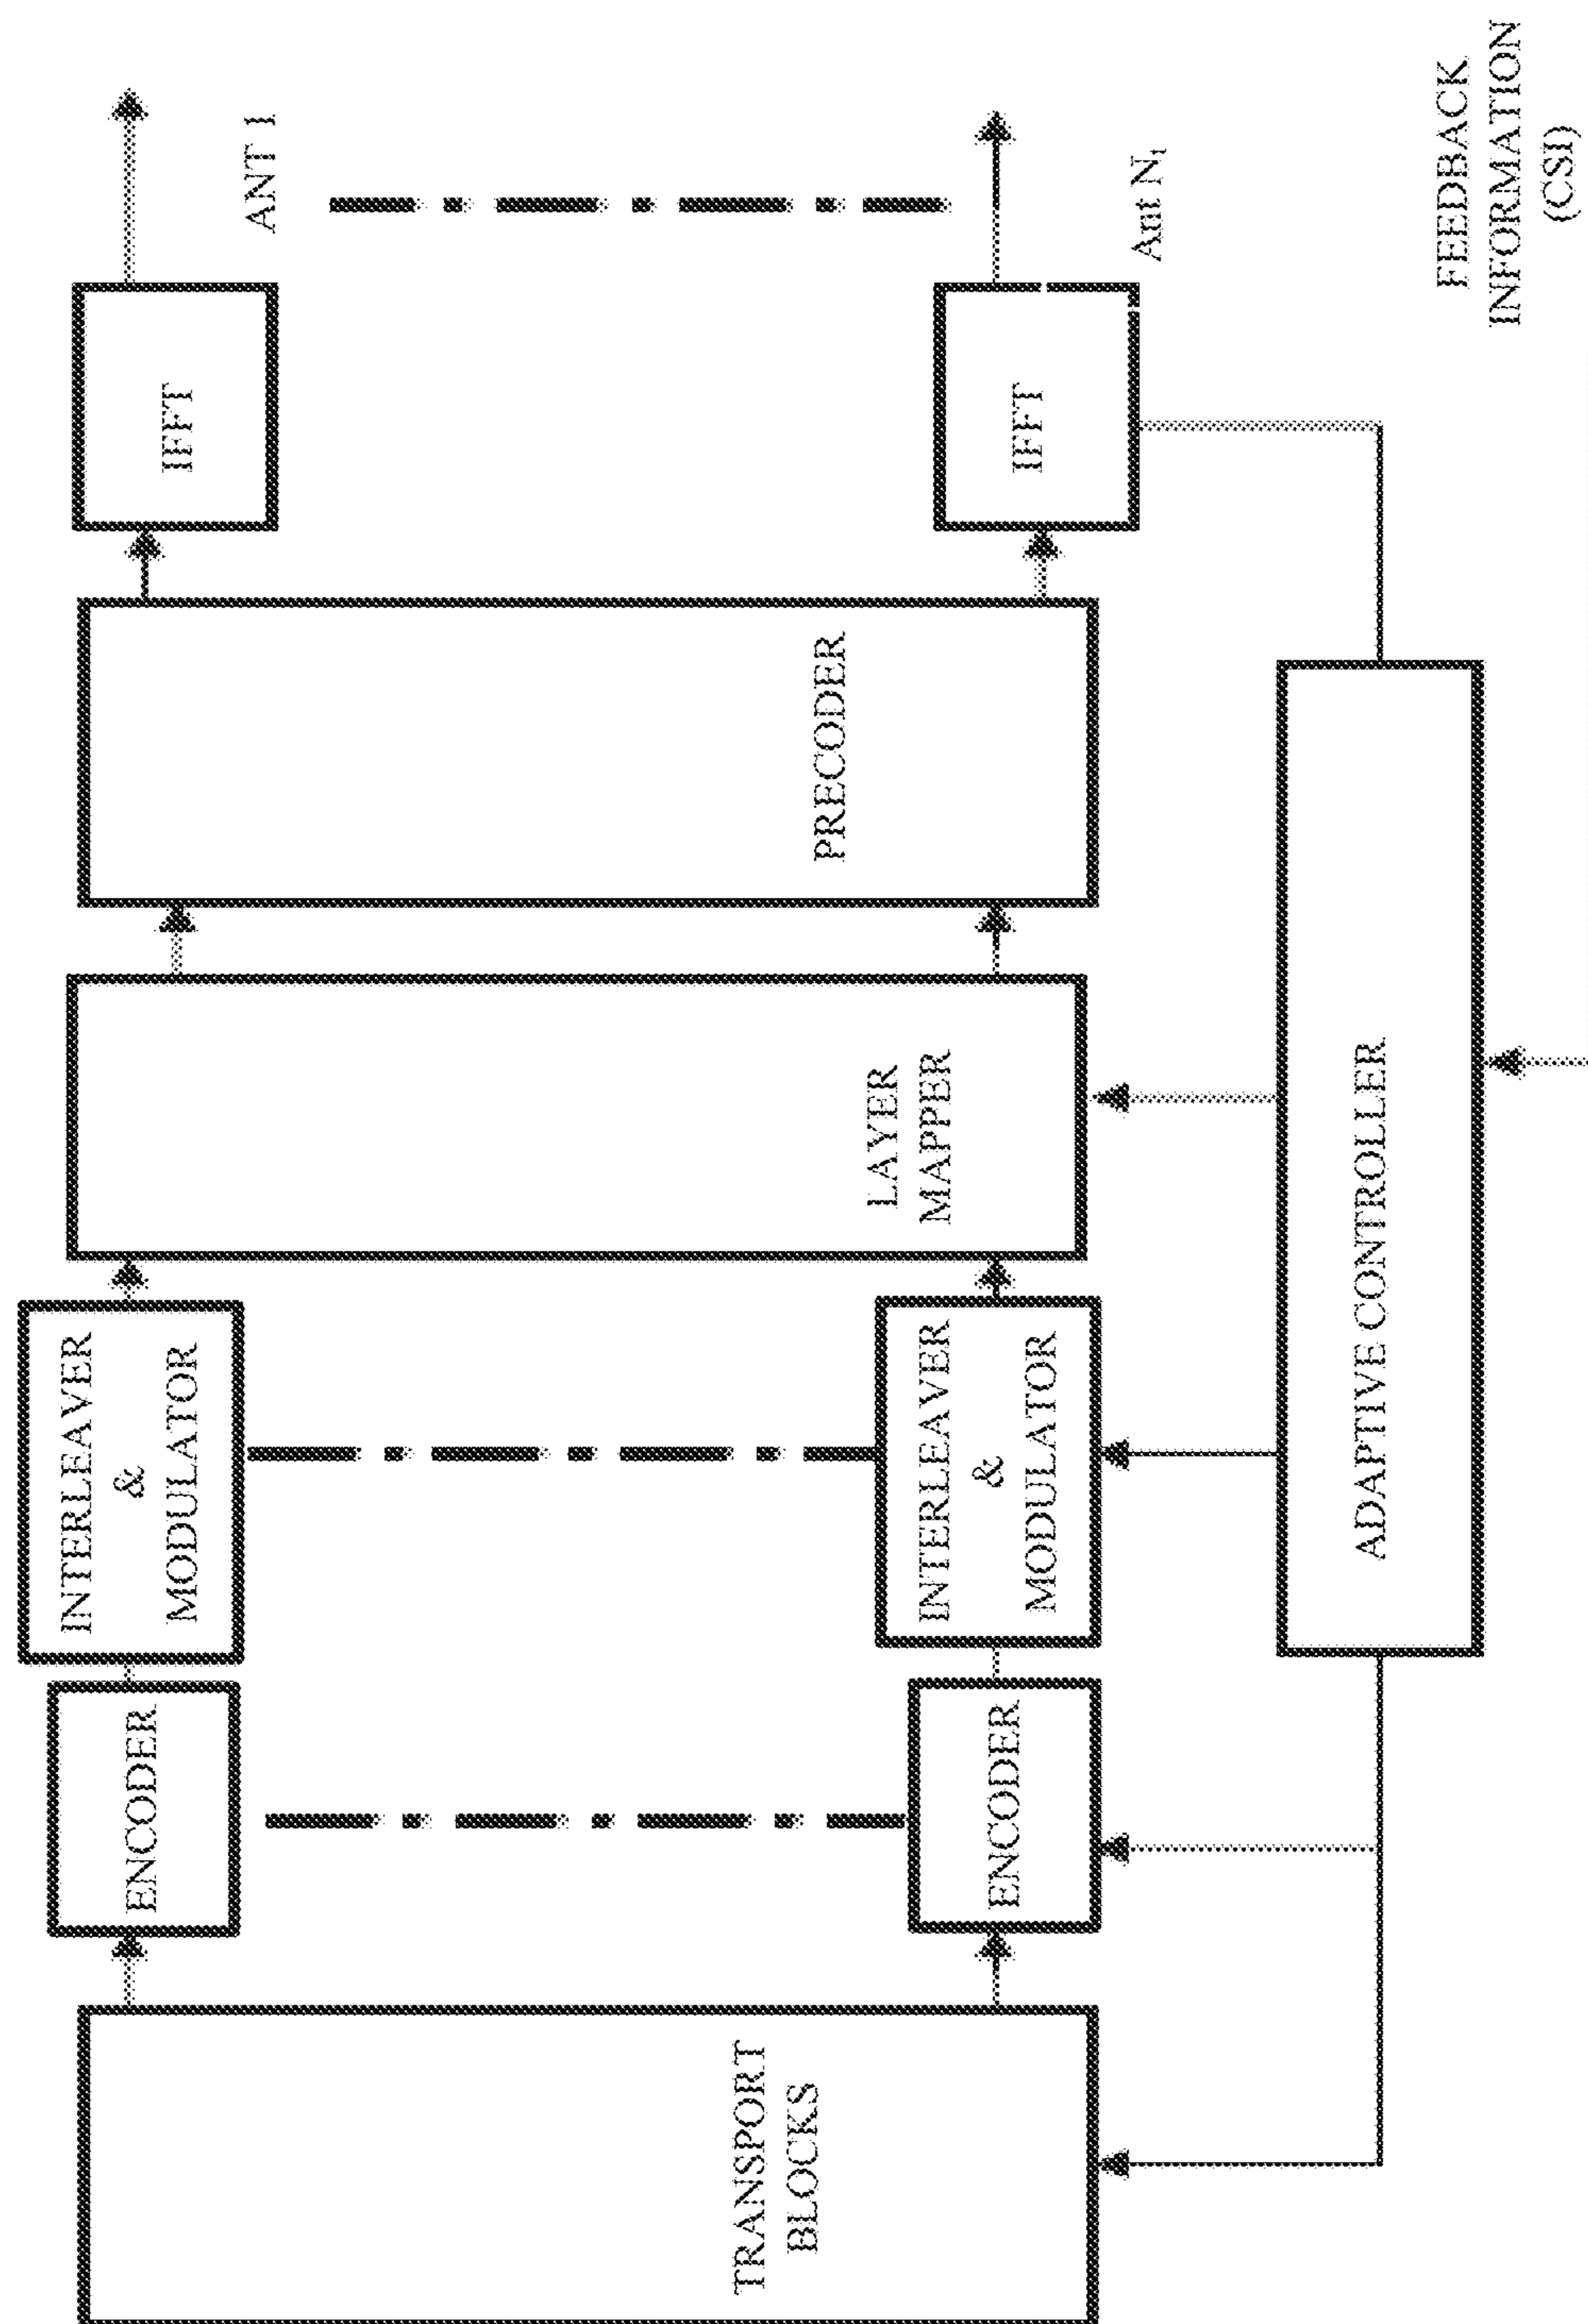 TRANSPORT
BLOCKS
ENCODER
ENCODER
INTERLEAVER
&
MODULATOR
INTERLEAVER
&
MODULATOR
LAYER
MAPPER
PRECODER
IFFT
IFFT
ANT 1
Ant Nt
ADAPTIVE CONTROLLER
FEEDBACK
INFORMATION
(CSI)